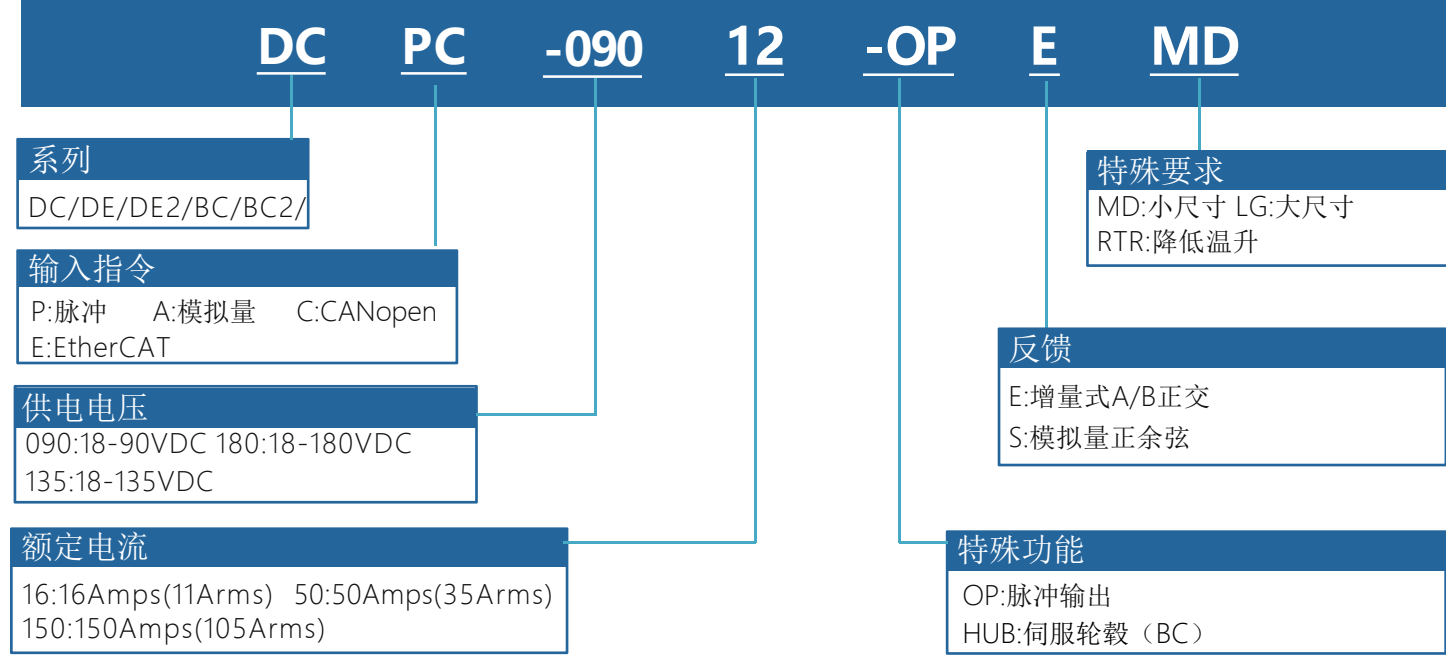 DC PC -090 12 -OP E MD
系列
DC/DE/DE2/BC/BC2/
输入指令
P:脉冲 A:模拟量 C:CANopen
E:EtherCAT
供电电压
090:18-90VDC 180:18-180VDC
135:18-135VDC
额定电流
16:16Amps(11Arms) 50:50Amps(35Arms)
150:150Amps(105Arms)
特殊要求
MD:小尺寸 LG:大尺寸
RTR:降低温升
反馈
E:增量式A/B正交
S:模拟量正余弦
特殊功能
OP:脉冲输出
HUB:伺服轮毂（BC）